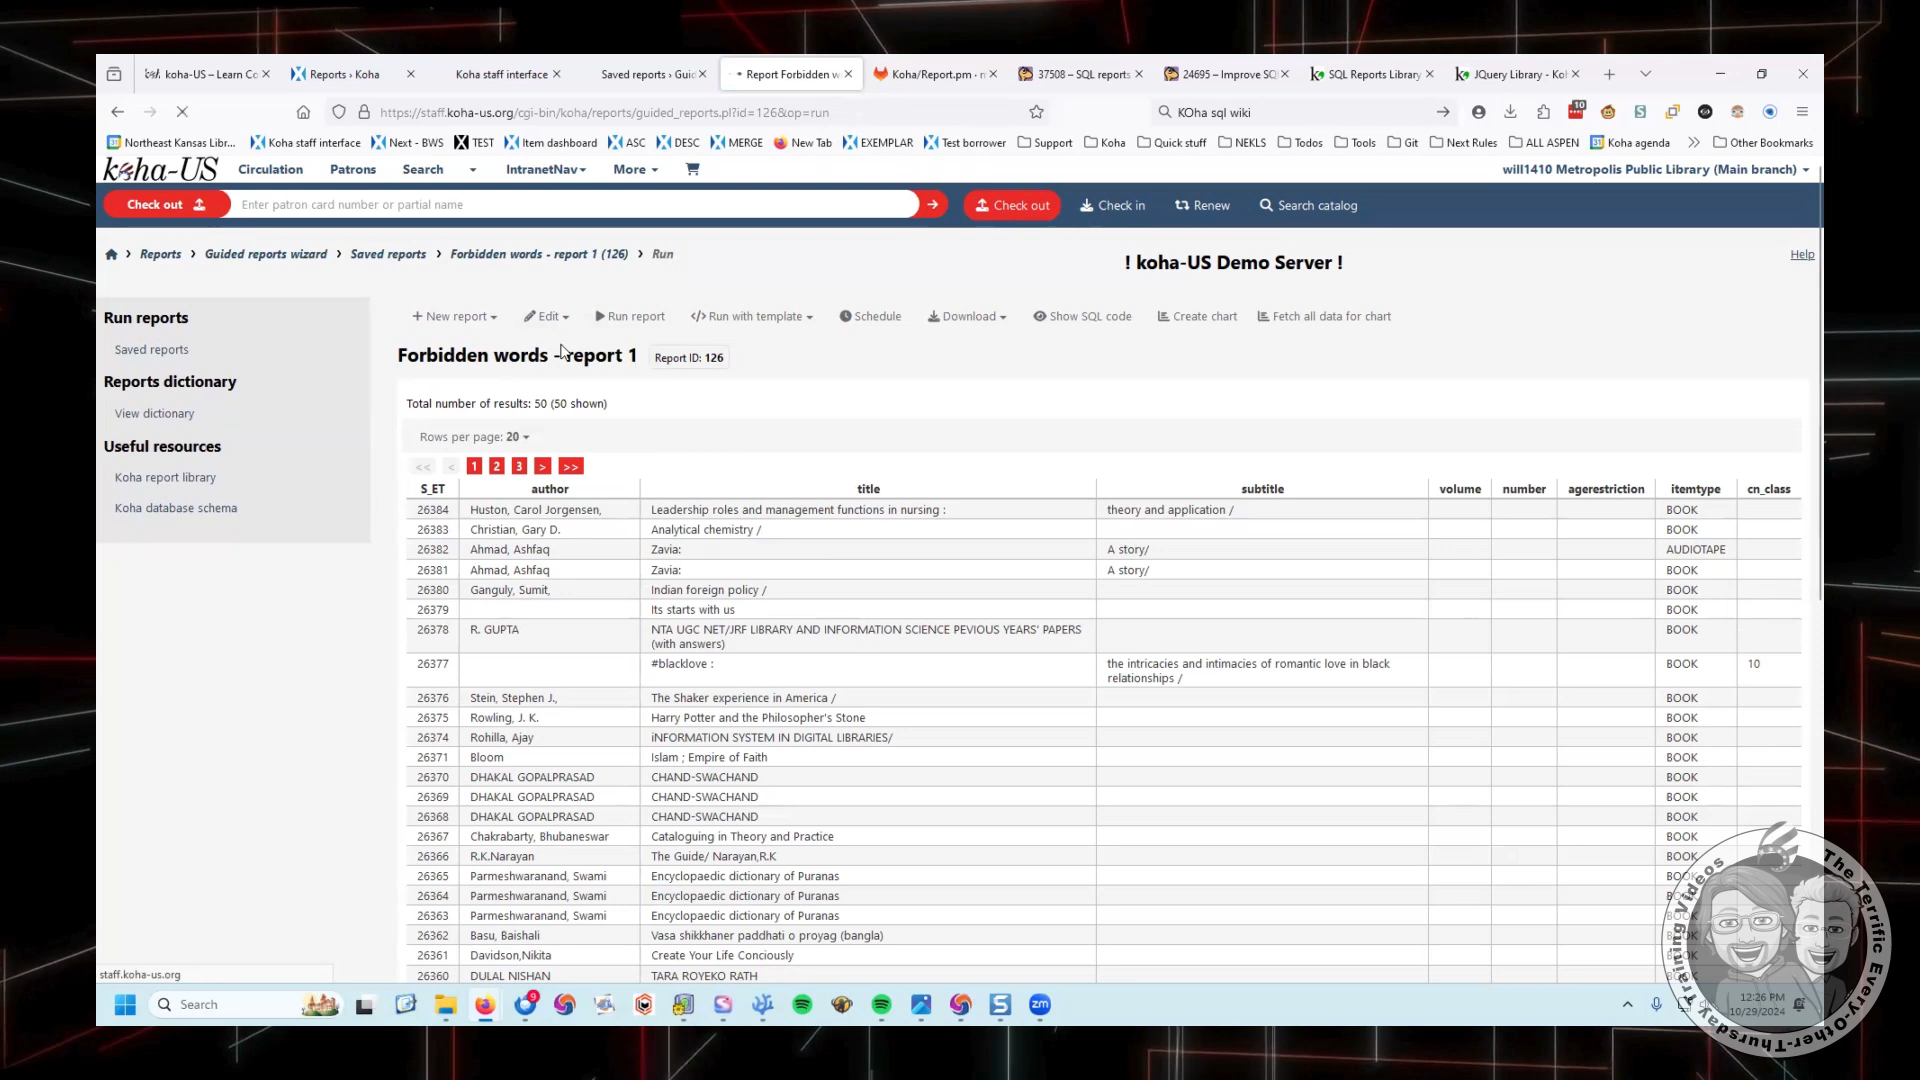 koha-US – Learn Co
Reports › Koha
Koha staff interface
Saved reports › Guid
Report Forbidden w
Koha/Report.pm · n
37508 – SQL reports
24695 – Improve SQ
SQL Reports Library
JQuery Library - Ko
https://staff.koha-us.org/cgi-bin/koha/reports/guided_reports.pl?id=126&op=run
KOha sql wiki
10
Northeast Kansas Lib...
Koha staff interface
Next - BWS
TEST
Item dashboard
ASC
DESC
MERGE
New Tab
EXEMPLAR
Test borrower
Support
Koha
Quick stuff
NEKLS
Todos
Tools
Git
Next Rules
ALL ASPEN
Koha agenda
Other Bookmarks
koha-US
Circulation
Patrons
Search
IntranetNav
More
will1410 Metropolis Public Library (Main branch)
Check out
Enter patron card number or partial name
Check out
Check in
Renew
Search catalog
Reports › Guided reports wizard › Saved reports › Forbidden words - report 1 (126) › Run
! koha-US Demo Server !
Help
Run reports
Saved reports
Reports dictionary
View dictionary
Useful resources
Koha report library
Koha database schema
+ New report
Edit
Run report
</> Run with template
Schedule
Download
Show SQL code
Create chart
Fetch all data for chart
Forbidden words - report 1
Report ID: 126
Total number of results: 50 (50 shown)
Rows per page: 20
<< < 1 2 3 > >>
S_ET author title subtitle volume number agerestriction itemtype cn_class
26384 Huston, Carol Jorgensen, Leadership roles and management functions in nursing : theory and application / BOOK
26383 Christian, Gary D. Analytical chemistry / BOOK
26382 Ahmad, Ashfaq Zavia: A story/ AUDIOTAPE
26381 Ahmad, Ashfaq Zavia: A story/ BOOK
26380 Ganguly, Sumit, Indian foreign policy / BOOK
26379 Its starts with us BOOK
26378 R. GUPTA NTA UGC NET/JRF LIBRARY AND INFORMATION SCIENCE PEVIOUS YEARS' PAPERS BOOK
(with answers)
26377 #blacklove : the intricacies and intimacies of romantic love in black BOOK 10
relationships /
26376 Stein, Stephen J., The Shaker experience in America / BOOK
26375 Rowling, J. K. Harry Potter and the Philosopher's Stone BOOK
26374 Rohilla, Ajay iNFORMATION SYSTEM IN DIGITAL LIBRARIES/ BOOK
26371 Bloom Islam ; Empire of Faith BOOK
26370 DHAKAL GOPALPRASAD CHAND-SWACHAND BOOK
26369 DHAKAL GOPALPRASAD CHAND-SWACHAND BOOK
26368 DHAKAL GOPALPRASAD CHAND-SWACHAND BOOK
26367 Chakrabarty, Bhubaneswar Cataloguing in Theory and Practice BOOK
26366 R.K.Narayan The Guide/ Narayan,R.K BOOK
26365 Parmeshwaranand, Swami Encyclopaedic dictionary of Puranas BOOK
26364 Parmeshwaranand, Swami Encyclopaedic dictionary of Puranas BOOK
26363 Parmeshwaranand, Swami Encyclopaedic dictionary of Puranas BOOK
26362 Basu, Baishali Vasa shikkhaner paddhati o proyag (bangla)
26361 Davidson,Nikita Create Your Life Conciously
26360 DULAL NISHAN TARA ROYEKO RATH
staff.koha-us.org
Search
9
zm
12:26 PM
10/29/2024
The Terrific Every-Other-Thursday Training Videos